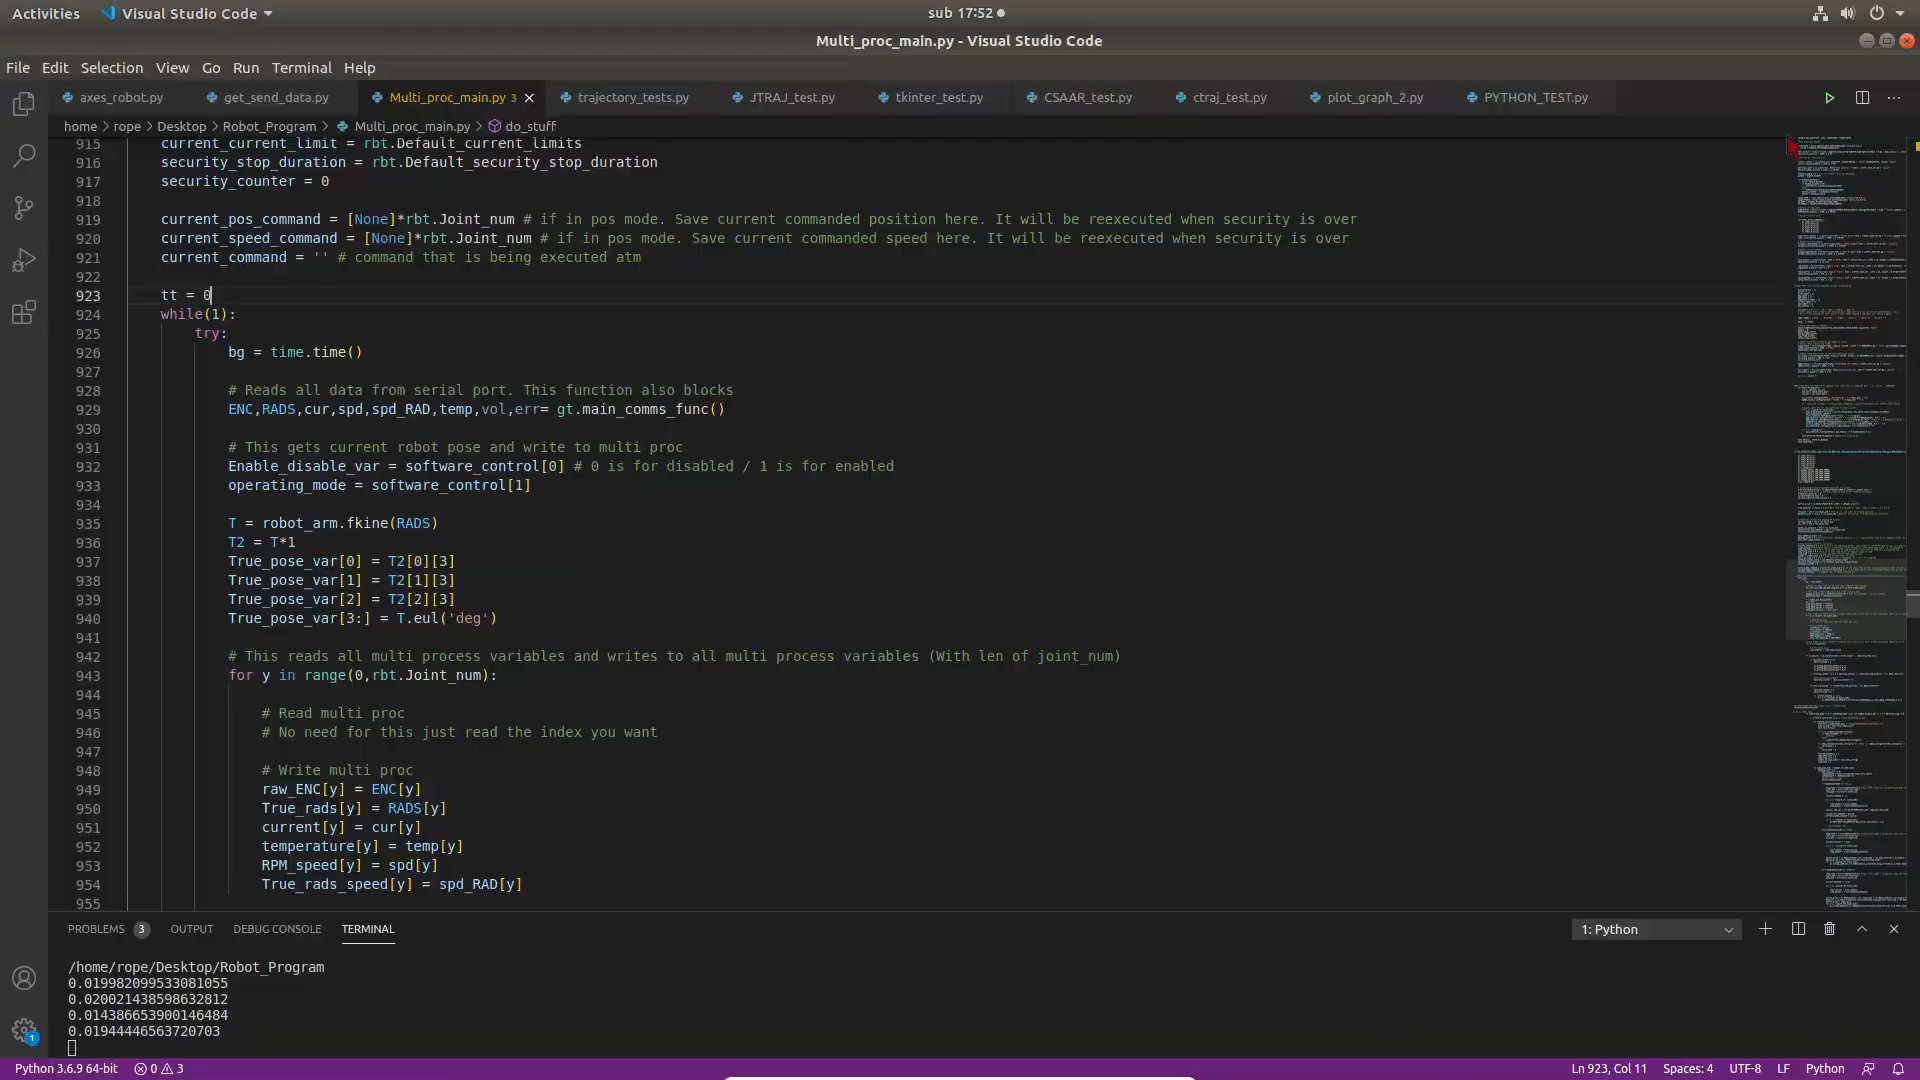 Activities Visual Studio Code sub 17:52
Multi_proc_main.py - Visual Studio Code
File Edit Selection View Go Run Terminal Help
axes_robot.py get_send_data.py Multi_proc_main.py 3 trajectory_tests.py JTRAJ_test.py tkinter_test.py CSAAR_test.py ctraj_test.py plot_graph_2.py PYTHON_TEST.py
home > rope > Desktop > Robot_Program > Multi_proc_main.py > do_stuff
915 current_current_limit = rbt.Default_current_limits
916 security_stop_duration = rbt.Default_security_stop_duration
917 security_counter = 0
918
919 current_pos_command = [None]*rbt.Joint_num # if in pos mode. Save current commanded position here. It will be reexecuted when security is over
920 current_speed_command = [None]*rbt.Joint_num # if in pos mode. Save current commanded speed here. It will be reexecuted when security is over
921 current_command = '' # command that is being executed atm
922
923 tt = 0
924 while(1):
925 try:
926 bg = time.time()
927
928 # Reads all data from serial port. This function also blocks
929 ENC,RADS,cur,spd,spd_RAD,temp,vol,err= gt.main_comms_func()
930
931 # This gets current robot pose and write to multi proc
932 Enable_disable_var = software_control[0] # 0 is for disabled / 1 is for enabled
933 operating_mode = software_control[1]
934
935 T = robot_arm.fkine(RADS)
936 T2 = T*1
937 True_pose_var[0] = T2[0][3]
938 True_pose_var[1] = T2[1][3]
939 True_pose_var[2] = T2[2][3]
940 True_pose_var[3:] = T.eul('deg')
941
942 # This reads all multi process variables and writes to all multi process variables (With len of joint_num)
943 for y in range(0,rbt.Joint_num):
944
945 # Read multi proc
946 # No need for this just read the index you want
947
948 # Write multi proc
949 raw_ENC[y] = ENC[y]
950 True_rads[y] = RADS[y]
951 current[y] = cur[y]
952 temperature[y] = temp[y]
953 RPM_speed[y] = spd[y]
954 True_rads_speed[y] = spd_RAD[y]
955
PROBLEMS 3 OUTPUT DEBUG CONSOLE TERMINAL 1: Python
/home/rope/Desktop/Robot_Program
0.019982099533081055
0.020021438598632812
0.014386653900146484
0.01944446563720703
1
Python 3.6.9 64-bit 0 3 Ln 923, Col 11 Spaces: 4 UTF-8 LF Python